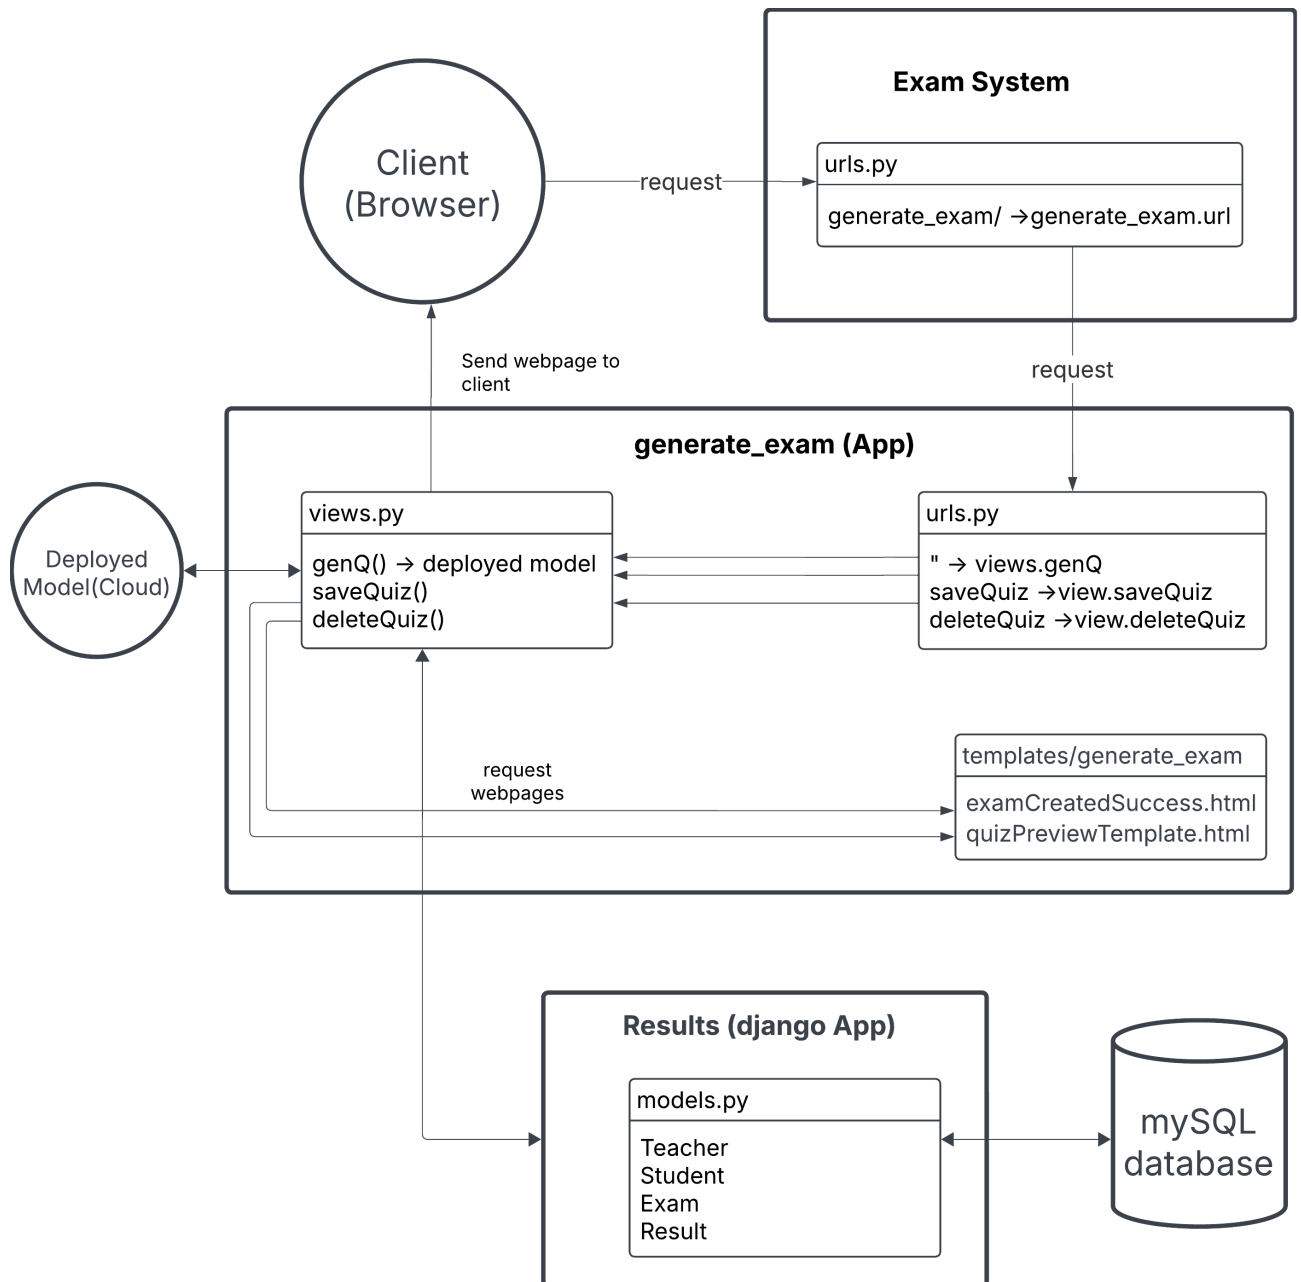 Exam System
Client
(Browser)
request
urls.py
generate_exam/ →generate_exam.url
Send webpage to
client
request
generate_exam (App)
views.py
genQ() → deployed model
saveQuiz()
deleteQuiz()
urls.py
" → views.genQ
saveQuiz →view.saveQuiz
deleteQuiz →view.deleteQuiz
Deployed
Model(Cloud)
request
webpages
templates/generate_exam
examCreatedSuccess.html
quizPreviewTemplate.html
Results (django App)
models.py
Teacher
Student
Exam
Result
mySQL
database